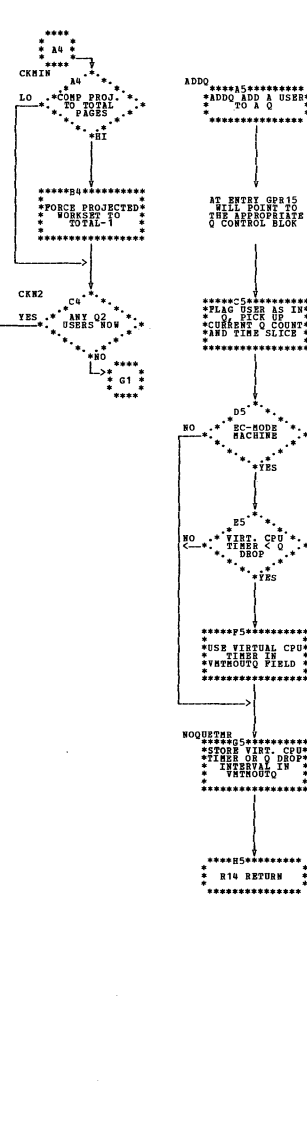 A4
CKMIN
A4
COMP PROJ.
TO TOTAL
PAGES
LO
HI
B4
FORCE PROJECTED
WORKSET TO
TOTAL-1
CKN2
C4
YES
ANY Q2
USERS NOW
NO
G1
ADDQ
A5
ADDQ ADD A USER
TO A Q
AT ENTRY GPR15
WILL POINT TO
THE APPROPRIATE
Q CONTROL BLOK
C5
FLAG USER AS IN
Q, PICK UP
CURRENT Q COUNT
AND TIME SLICE
D5
NO
EC-MODE
MACHINE
YES
E5
NO
VIRT. CPU
TIMER < Q
DROP
YES
F5
USE VIRTUAL CPU
TIMER IN
VMTMOUTQ FIELD
NOQUETMR
G5
STORE VIRT. CPU
TIMER OR Q DROP
INTERVAL IN
VMTMOUTQ
H5
R14 RETURN